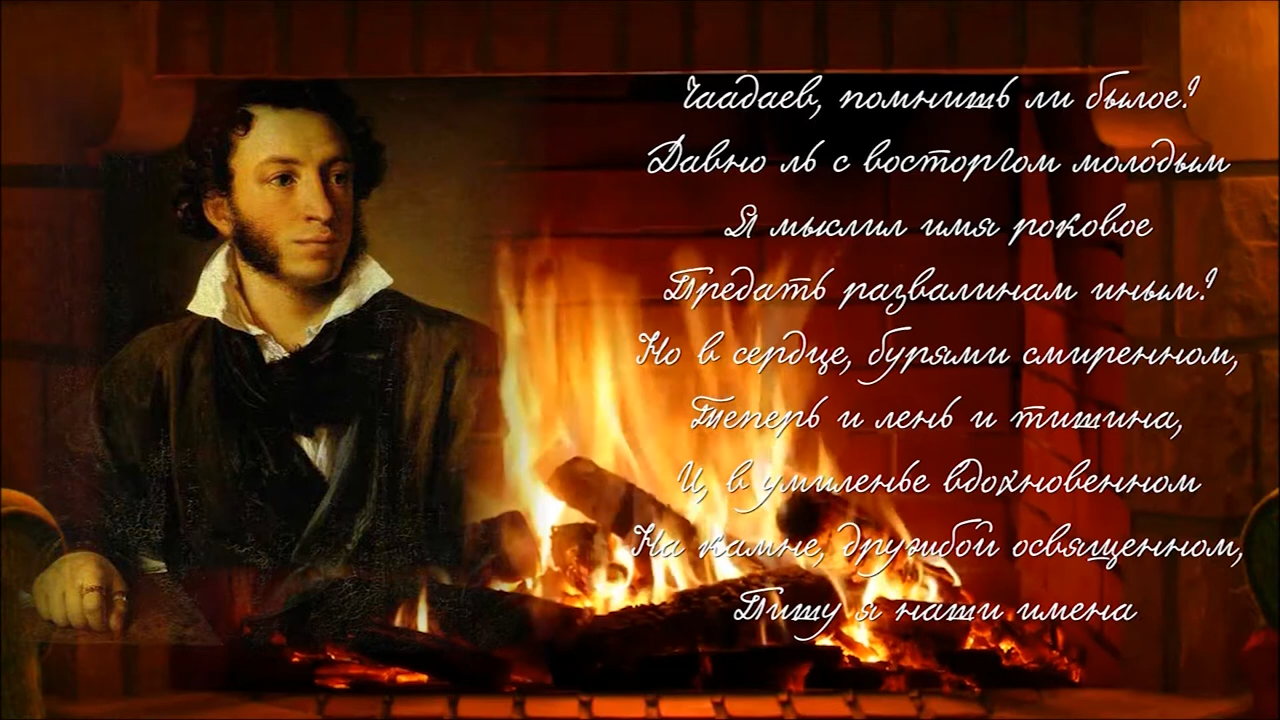 Чаадаев, помнишь ли былое?
Давно ль с восторгом молодым
Я мыслил имя роковое
Предать развалинам иным?
Но в сердце, бурями смиренном,
Теперь и лень и тишина,
И, в умиленье вдохновенном
На камне, дружбой освященном,
Пишу я наши имена